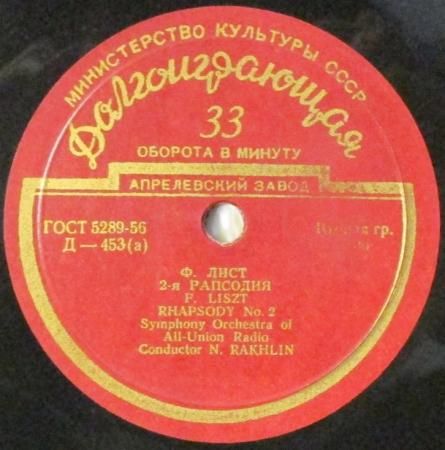 МИНИСТЕРСТВО КУЛЬТУРЫ СССР
Долгоиграющая
33
ОБОРОТА В МИНУТУ
АПРЕЛЕВСКИЙ ЗАВОД
ГОСТ 5289-56
Д — 453(а)
гр.
Ф. ЛИСТ
2-я РАПСОДИЯ
F. LISZT
RHAPSODY No. 2
Symphony Orchestra of
All-Union Radio
Conductor N. RAKHLIN